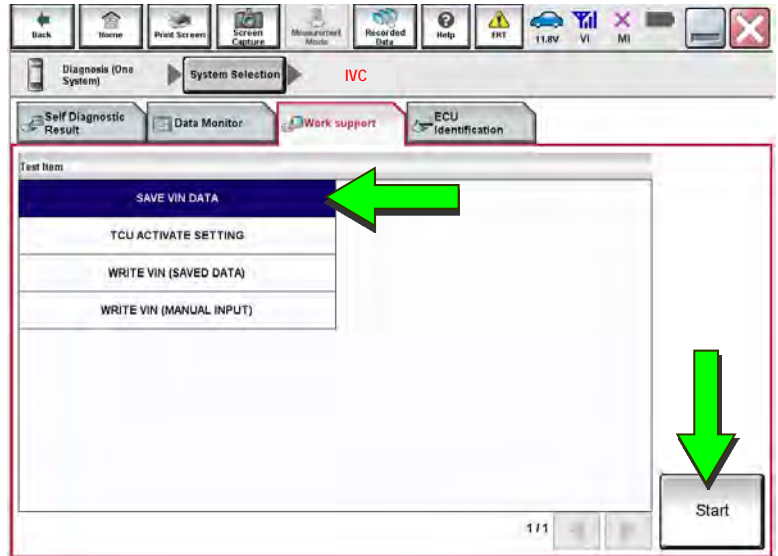 Back
Home
Print Screen
Screen
Capture
Measurement
Mode
Recorded
Data
Help
ERT
11.8V
VI
MI
Diagnosis (One
System)
System Selection
IVC
Self Diagnostic
Result
Data Monitor
Work support
ECU
Identification
Test Item
SAVE VIN DATA
TCU ACTIVATE SETTING
WRITE VIN (SAVED DATA)
WRITE VIN (MANUAL INPUT)
1/1
Start